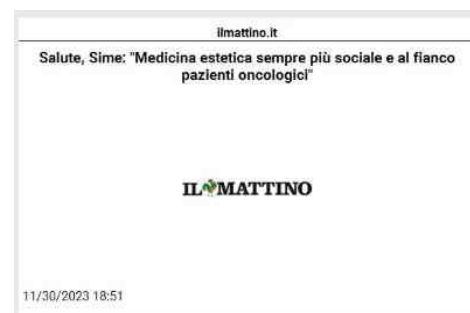 ilmattino.it
Salute, Sime: "Medicina estetica sempre più sociale e al fianco
pazienti oncologici"
IL MATTINO
11/30/2023 18:51